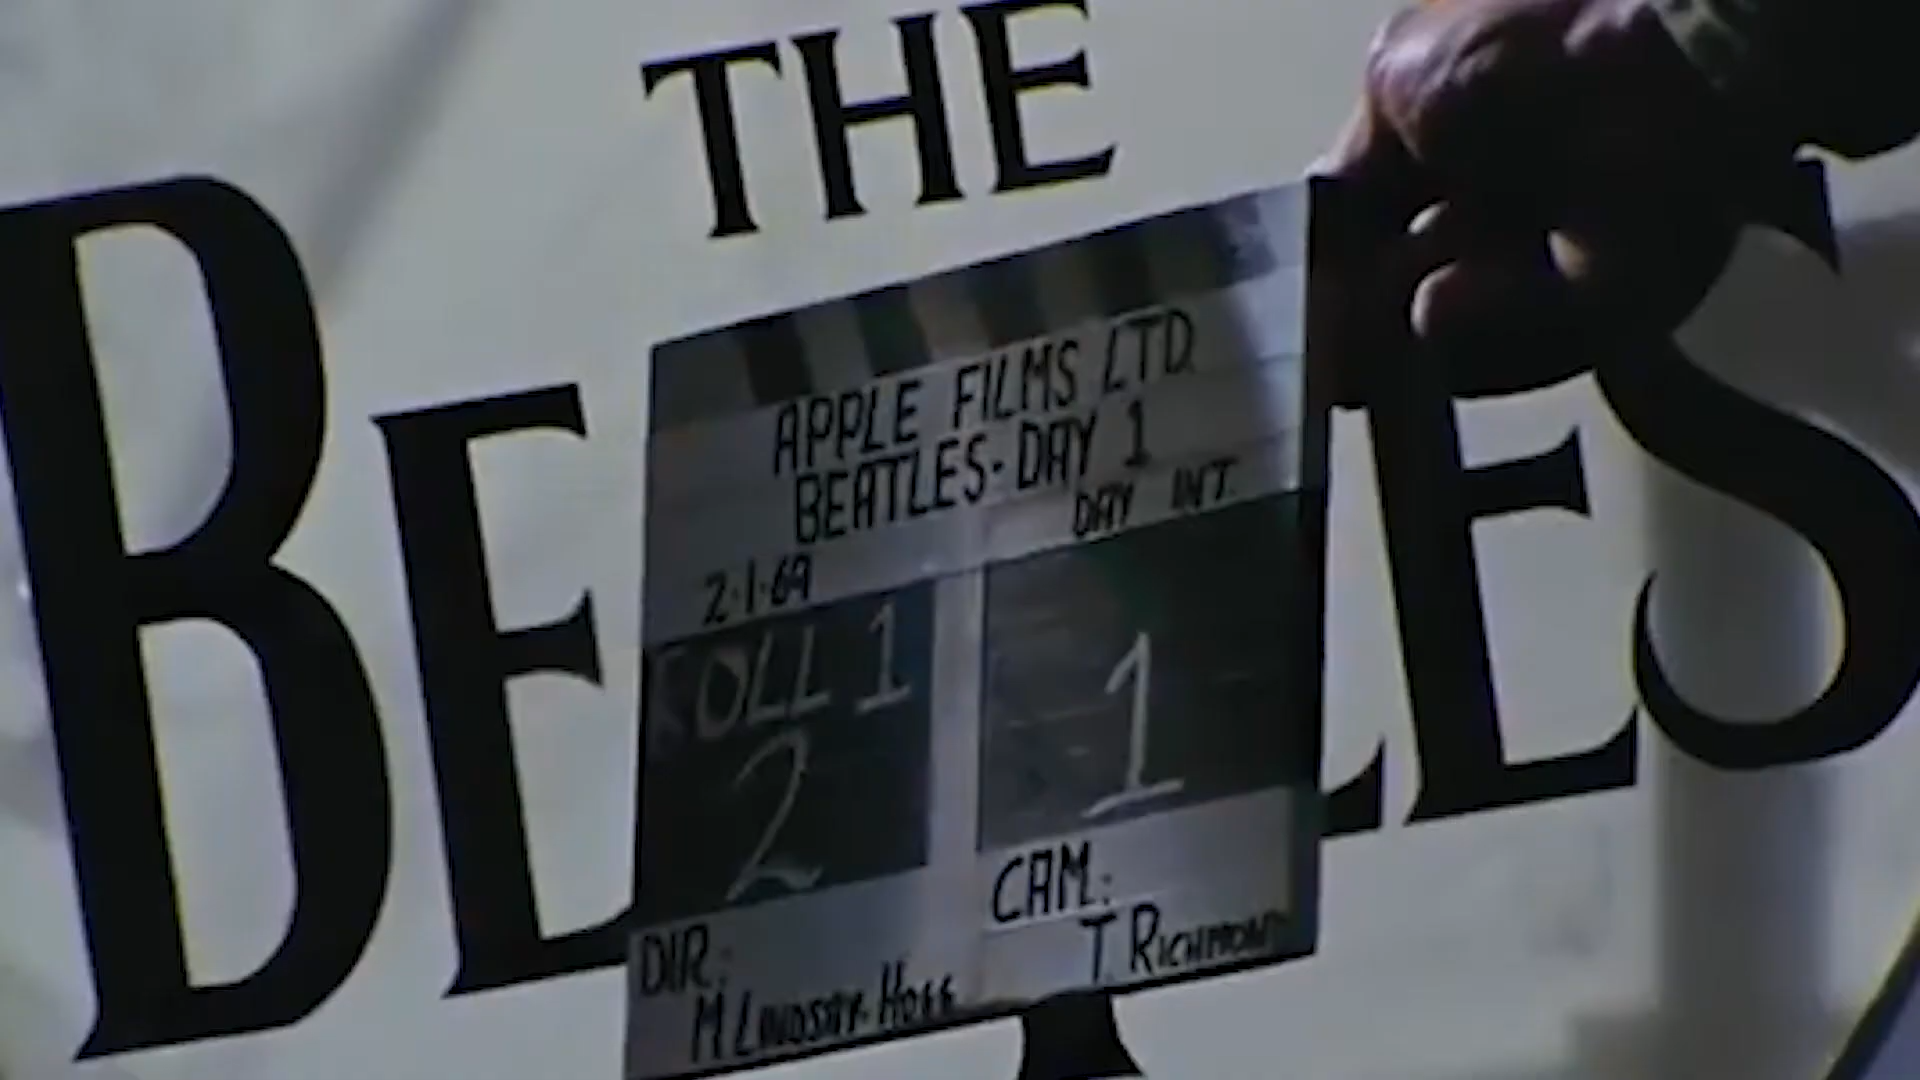 THE
BEATLES
APPLE FILMS LTD.
BEATLES· DAY 1
DAY INT.
2·1·69
ROLL 1
2
1
DIR:
M. LINDSAY-HOGG
CAM:
T. RICHMOND